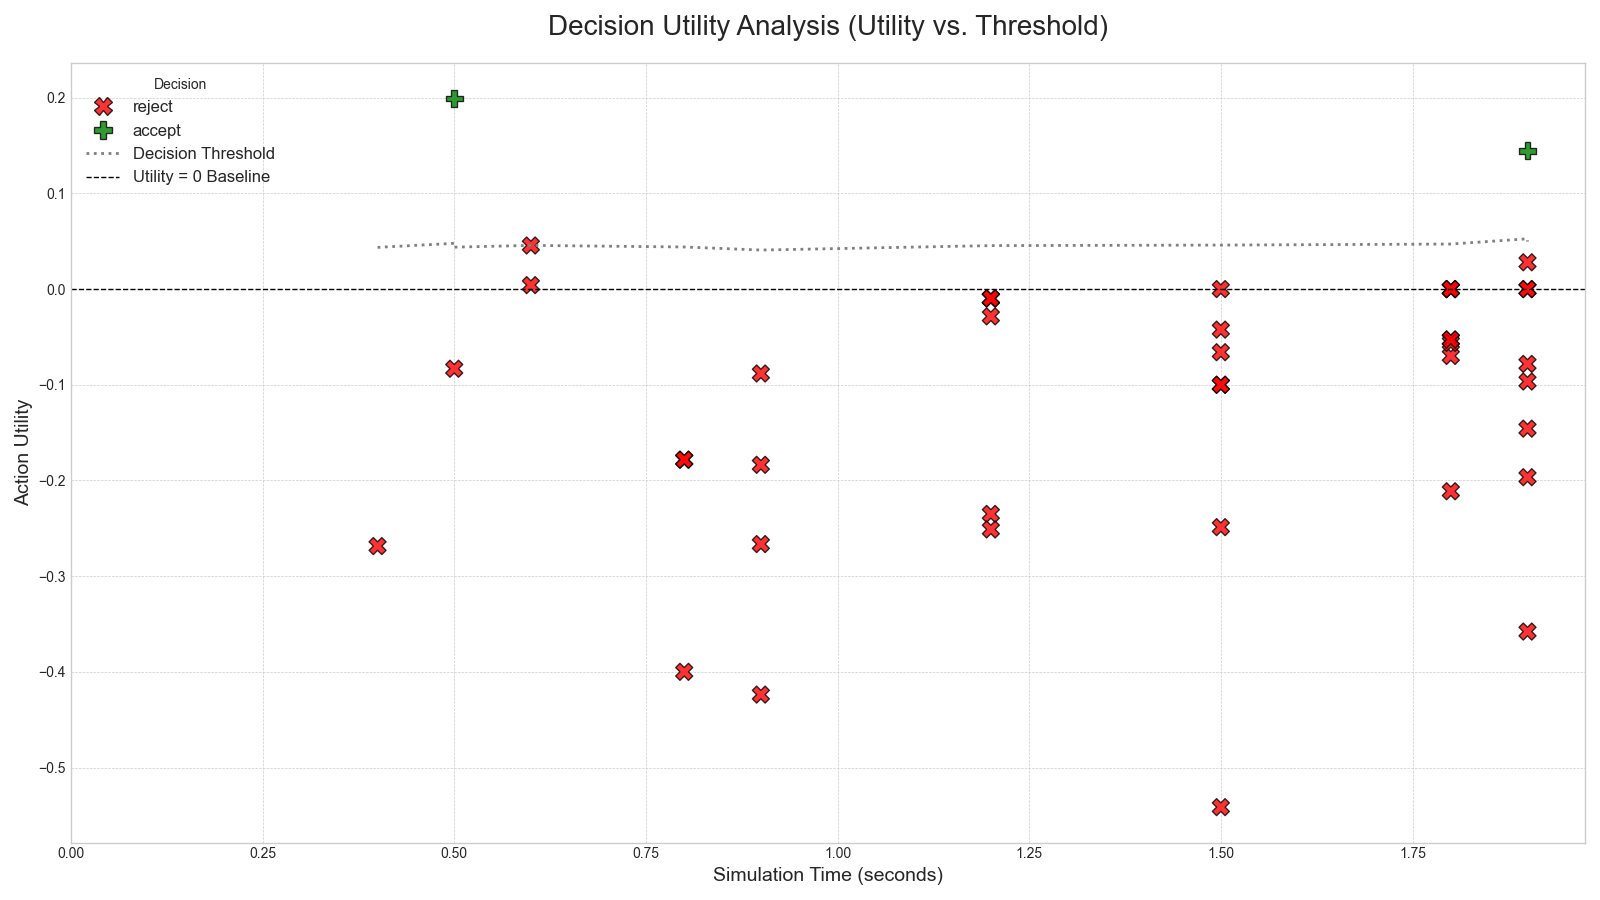 Decision Utility Analysis (Utility vs. Threshold)
Decision
reject
accept
Decision Threshold
Utility = 0 Baseline
Action Utility
0.2
0.1
0.0
−0.1
−0.2
−0.3
−0.4
−0.5
0.00 0.25 0.50 0.75 1.00 1.25 1.50 1.75
Simulation Time (seconds)